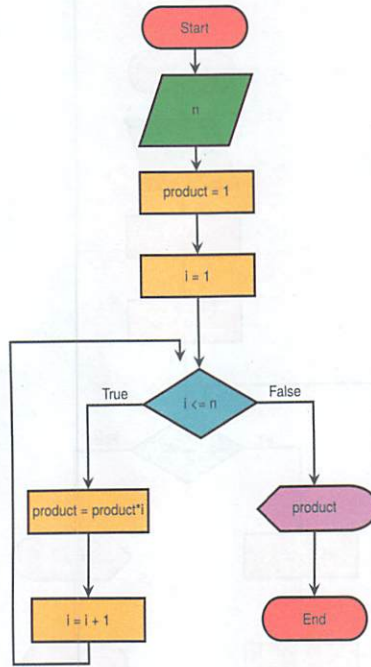 Start
n
product = 1
i = 1
i <= n
True
False
product = product*i
product
i = i + 1
End